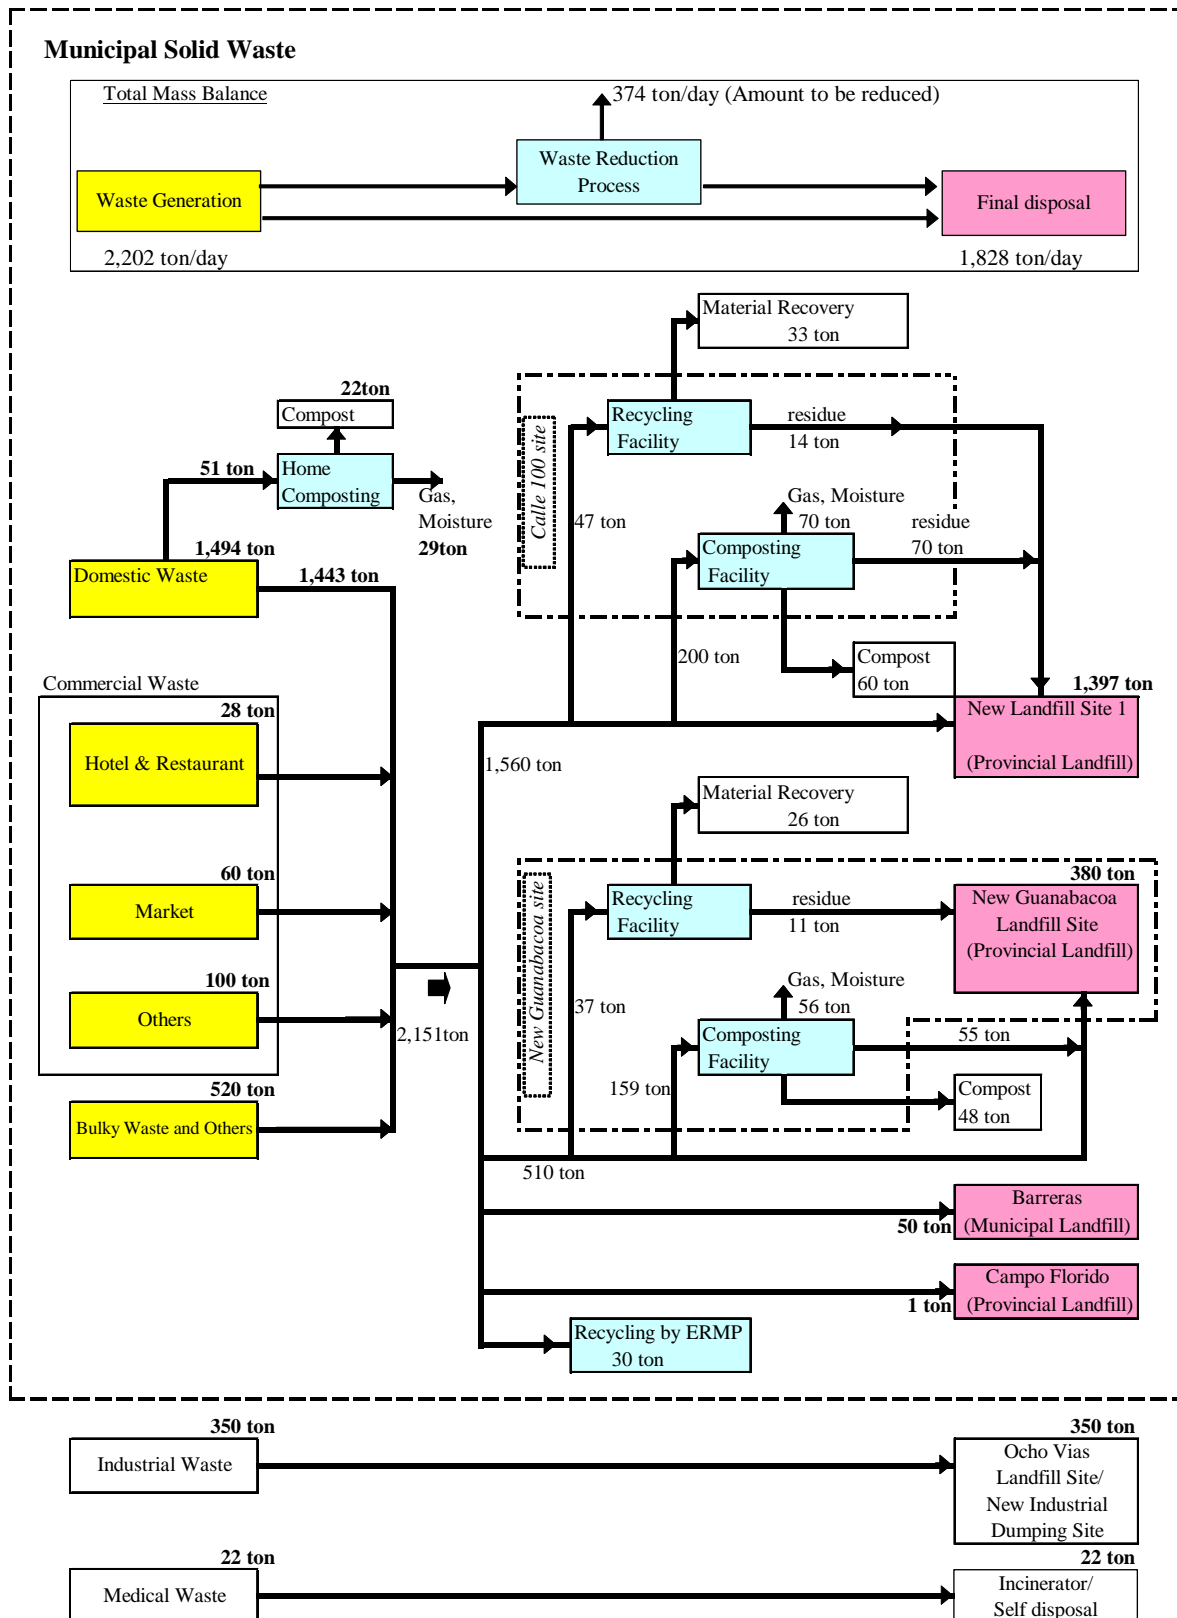 Municipal Solid Waste
Total Mass Balance
374 ton/day (Amount to be reduced)
Waste Reduction
Process
Waste Generation
Final disposal
2,202 ton/day
1,828 ton/day
Material Recovery
33 ton
22ton
Compost
51 ton
Home
Composting
Gas,
Moisture
29ton
Calle 100 site
Recycling
Facility
residue
14 ton
47 ton
Gas, Moisture
70 ton
Composting
Facility
residue
70 ton
1,494 ton
Domestic Waste
1,443 ton
200 ton
Compost
60 ton
1,397 ton
New Landfill Site 1
(Provincial Landfill)
Commercial Waste
28 ton
Hotel & Restaurant
1,560 ton
Material Recovery
26 ton
60 ton
Market
New Guanabacoa site
Recycling
Facility
residue
11 ton
380 ton
New Guanabacoa
Landfill Site
(Provincial Landfill)
100 ton
Others
2,151ton
37 ton
Gas, Moisture
56 ton
Composting
Facility
55 ton
159 ton
Compost
48 ton
520 ton
Bulky Waste and Others
510 ton
Barreras
(Municipal Landfill)
50 ton
Campo Florido
(Provincial Landfill)
1 ton
Recycling by ERMP
30 ton
350 ton
Industrial Waste
350 ton
Ocho Vias
Landfill Site/
New Industrial
Dumping Site
22 ton
Medical Waste
22 ton
Incinerator/
Self disposal